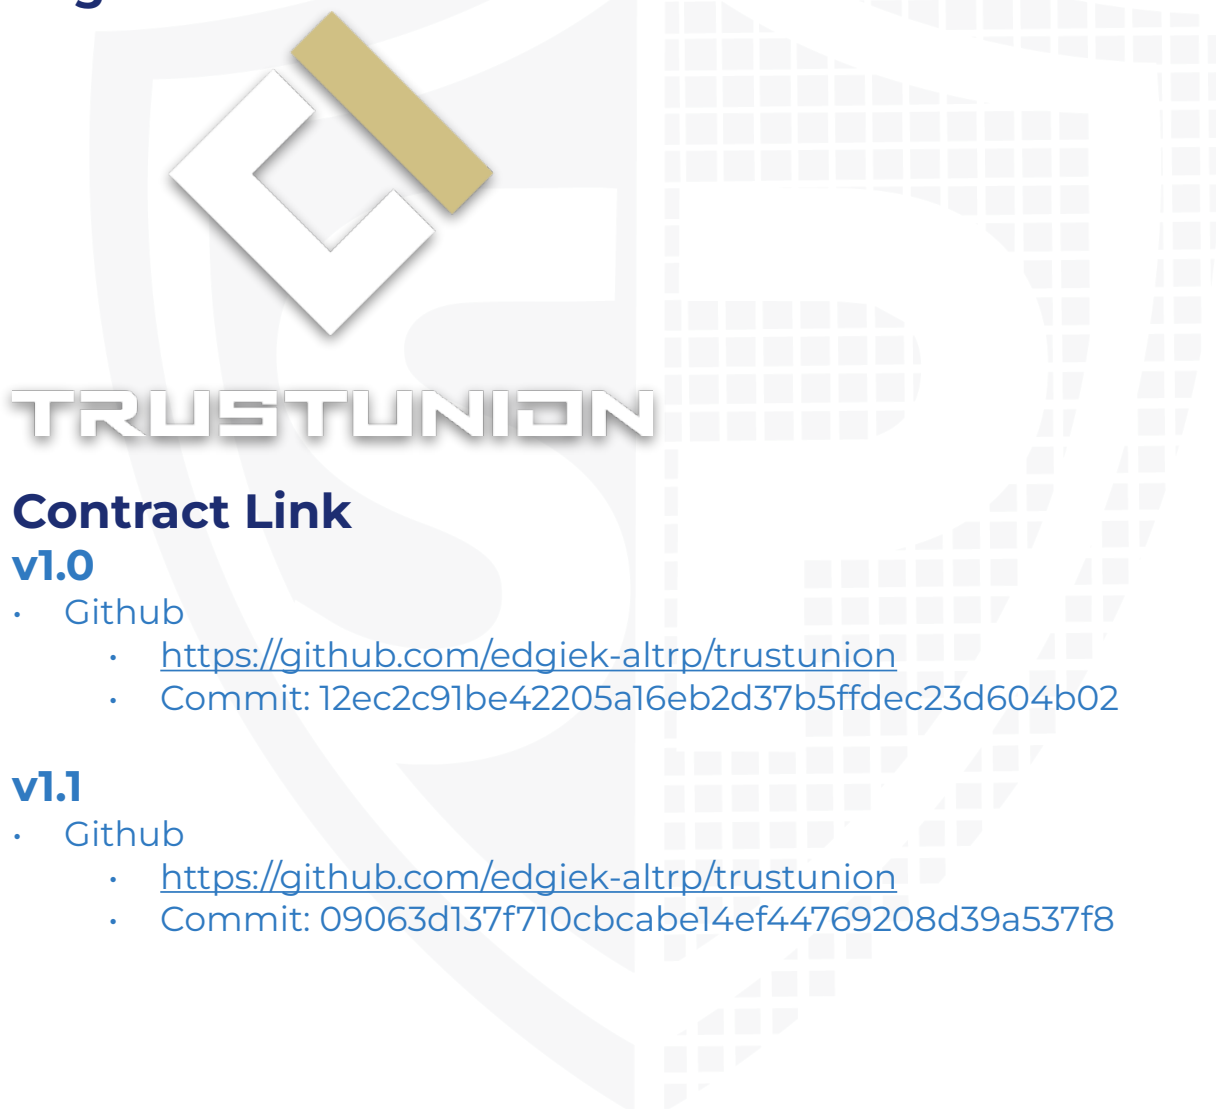 TRUSTUNION
Contract Link
v1.0
• Github
• https://github.com/edgiek-altrp/trustunion
• Commit: 12ec2c91be42205a16eb2d37b5ffdec23d604b02
v1.1
• Github
• https://github.com/edgiek-altrp/trustunion
• Commit: 09063d137f710cbcabe14ef44769208d39a537f8